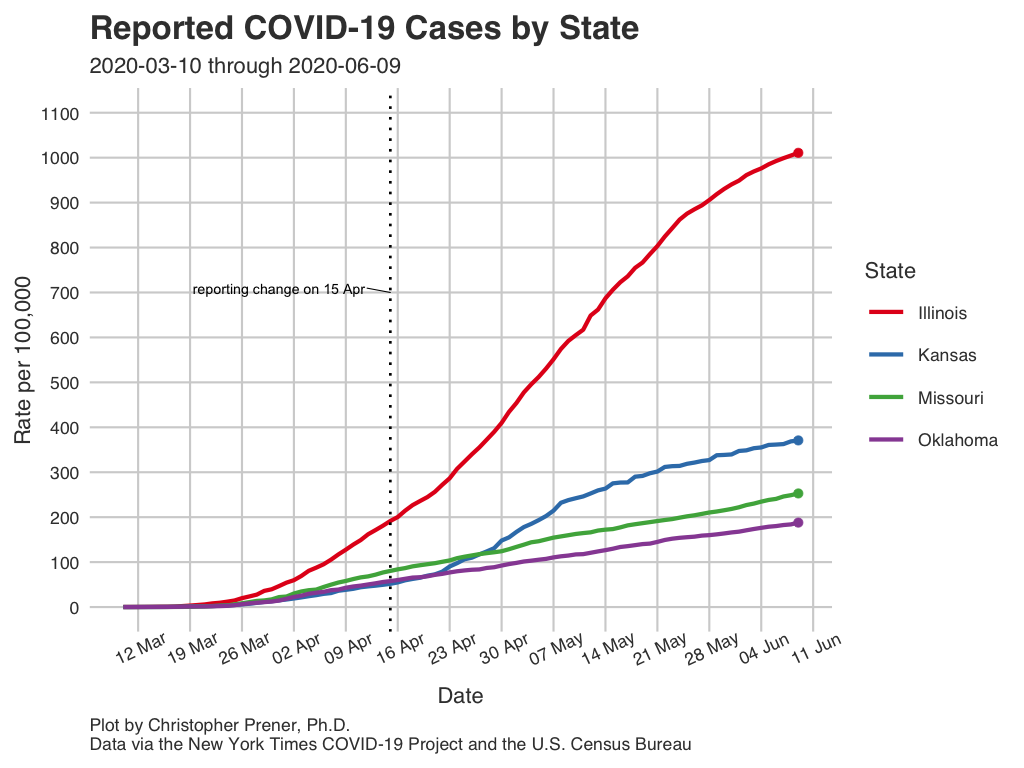 Reported COVID-19 Cases by State
2020-03-10 through 2020-06-09
1100
1000
900
800
700
600
500
400
300
200
100
0
Rate per 100,000
reporting change on 15 Apr
12 Mar
19 Mar
26 Mar
02 Apr
09 Apr
16 Apr
23 Apr
30 Apr
07 May
14 May
21 May
28 May
04 Jun
11 Jun
Date
State
Illinois
Kansas
Missouri
Oklahoma
Plot by Christopher Prener, Ph.D.
Data via the New York Times COVID-19 Project and the U.S. Census Bureau